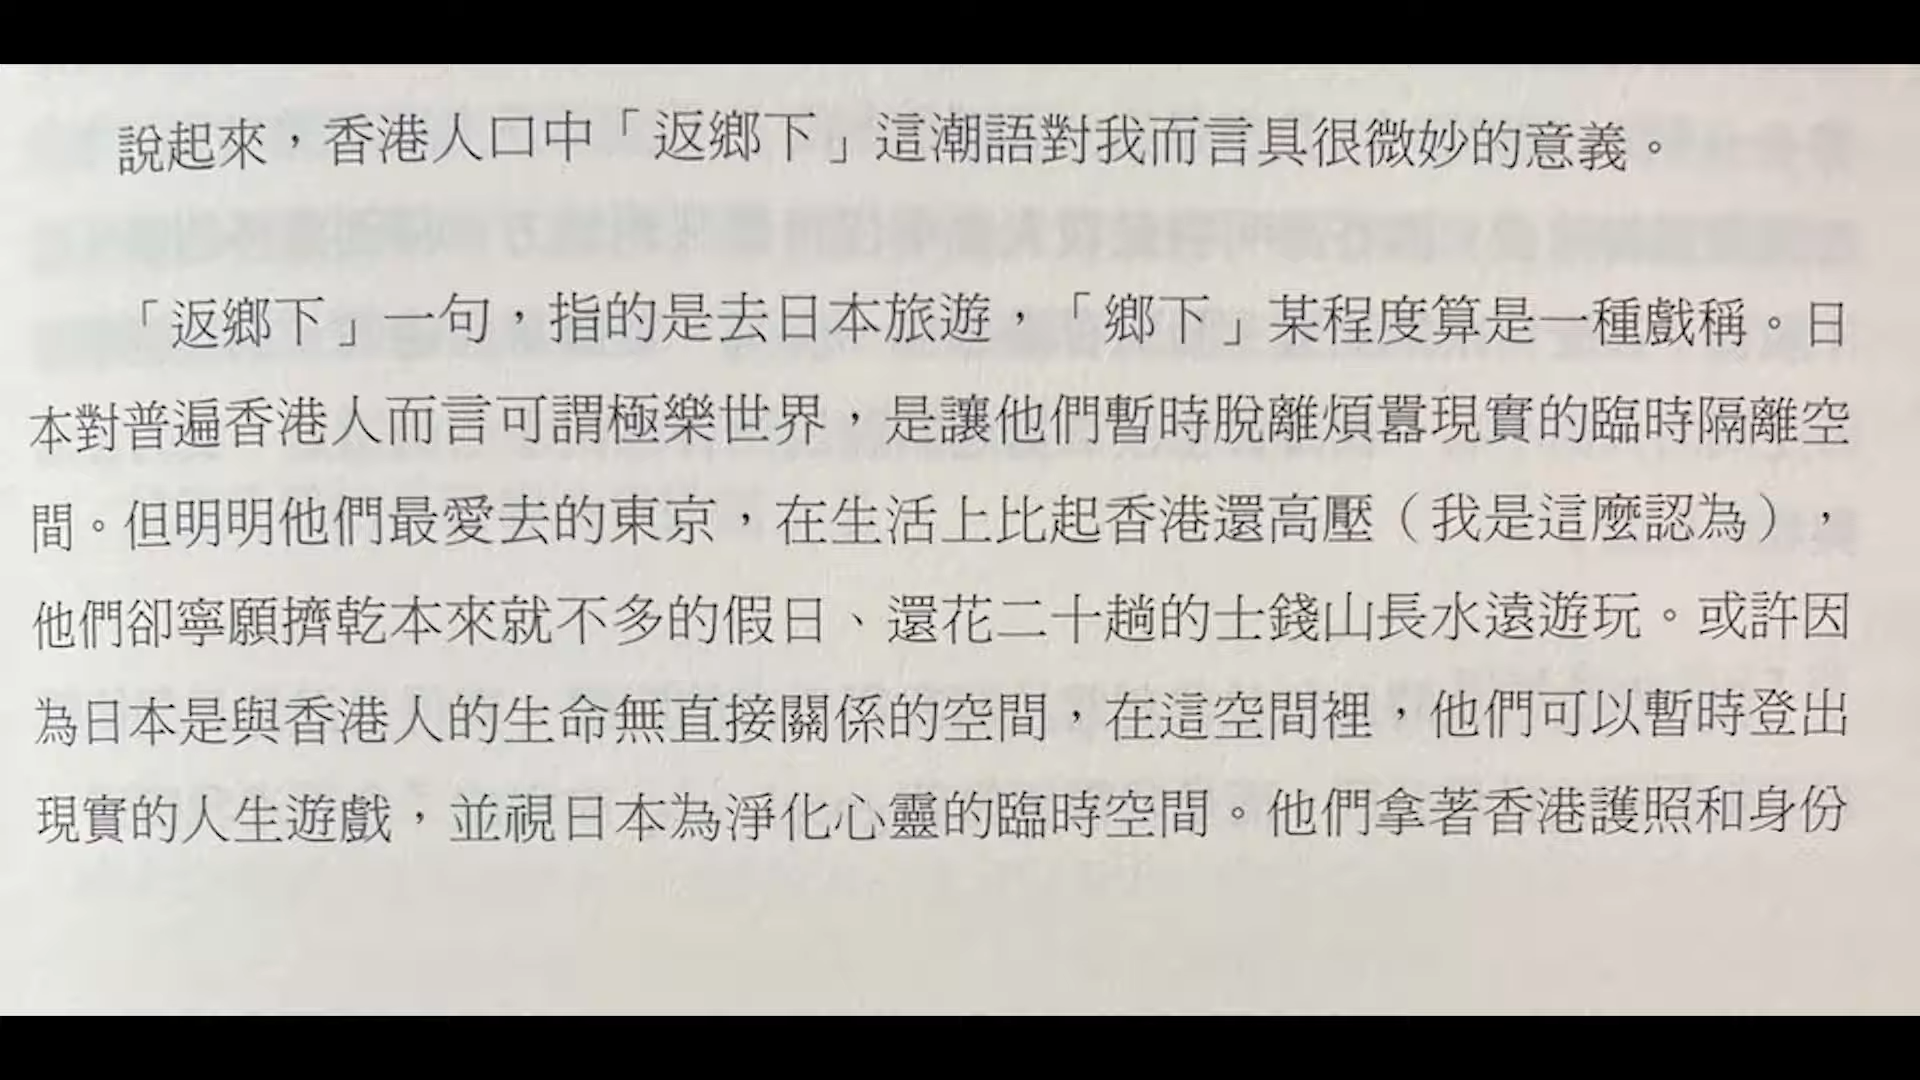 說起來，香港人口中「返鄉下」這潮語對我而言具很微妙的意義。
「返鄉下」一句，指的是去日本旅遊，「鄉下」某程度算是一種戲稱。日
本對普遍香港人而言可謂極樂世界，是讓他們暫時脫離煩囂現實的臨時隔離空
間。但明明他們最愛去的東京，在生活上比起香港還高壓（我是這麼認為），
他們卻寧願擠乾本來就不多的假日、還花二十趟的士錢山長水遠遊玩。或許因
為日本是與香港人的生命無直接關係的空間，在這空間裡，他們可以暫時登出
現實的人生遊戲，並視日本為淨化心靈的臨時空間。他們拿著香港護照和身份